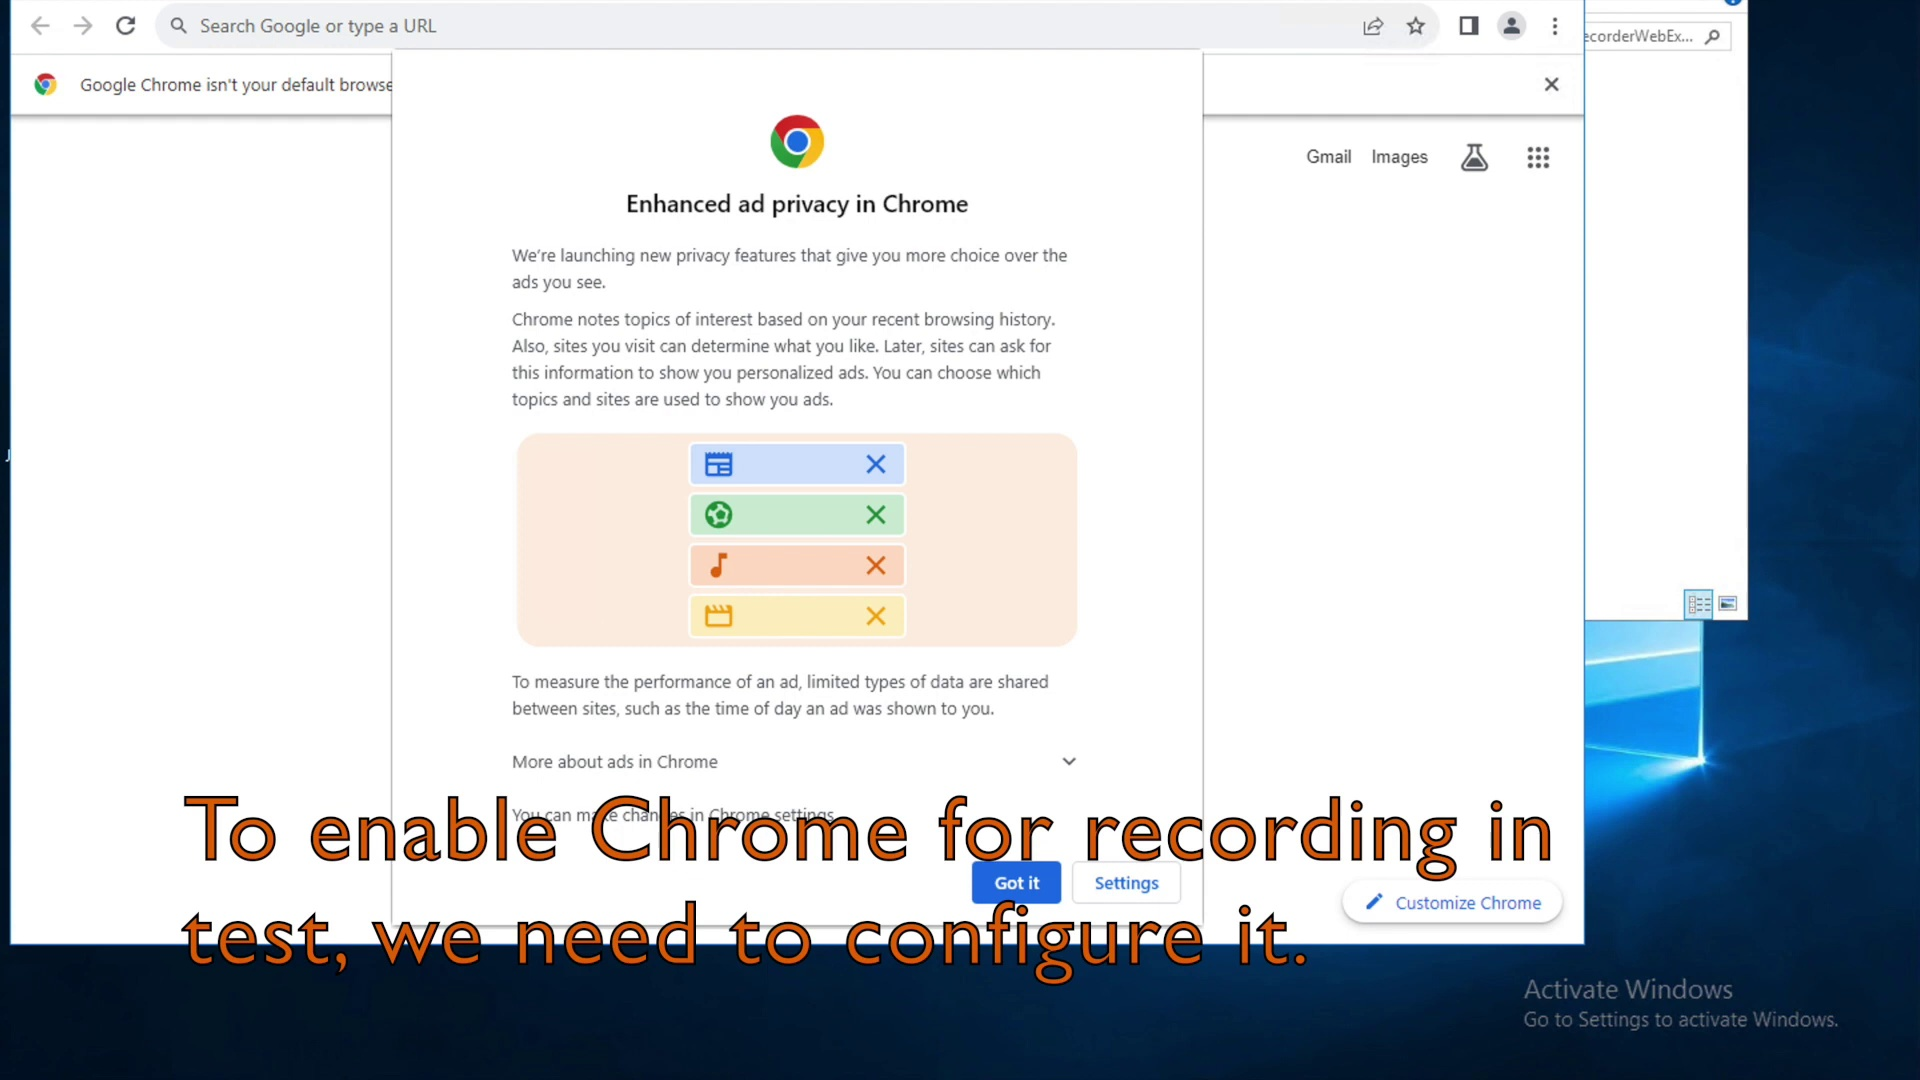 Search Google or type a URL
ecorderWebEx...
Google Chrome isn't your default browse
Gmail Images
Enhanced ad privacy in Chrome
We're launching new privacy features that give you more choice over the
ads you see.
Chrome notes topics of interest based on your recent browsing history.
Also, sites you visit can determine what you like. Later, sites can ask for
this information to show you personalized ads. You can choose which
topics and sites are used to show you ads.
To measure the performance of an ad, limited types of data are shared
between sites, such as the time of day an ad was shown to you.
More about ads in Chrome
You can make changes in Chrome settings.
To enable Chrome for recording in
test, we need to configure it.
Got it Settings
Customize Chrome
Activate Windows
Go to Settings to activate Windows.